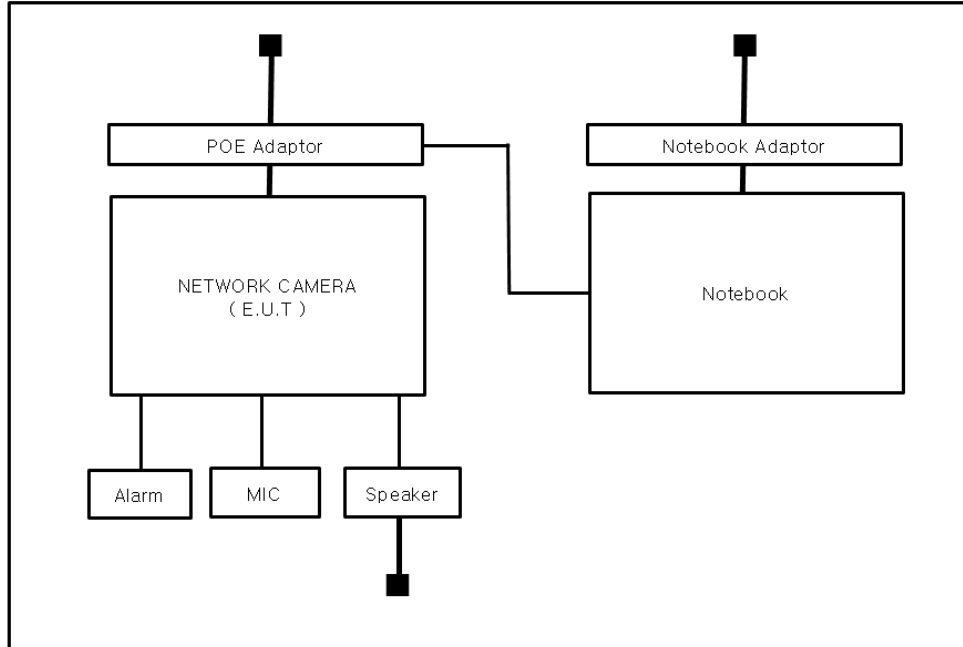 POE Adaptor
Notebook Adaptor
NETWORK CAMERA
( E.U.T )
Notebook
Alarm
MIC
Speaker